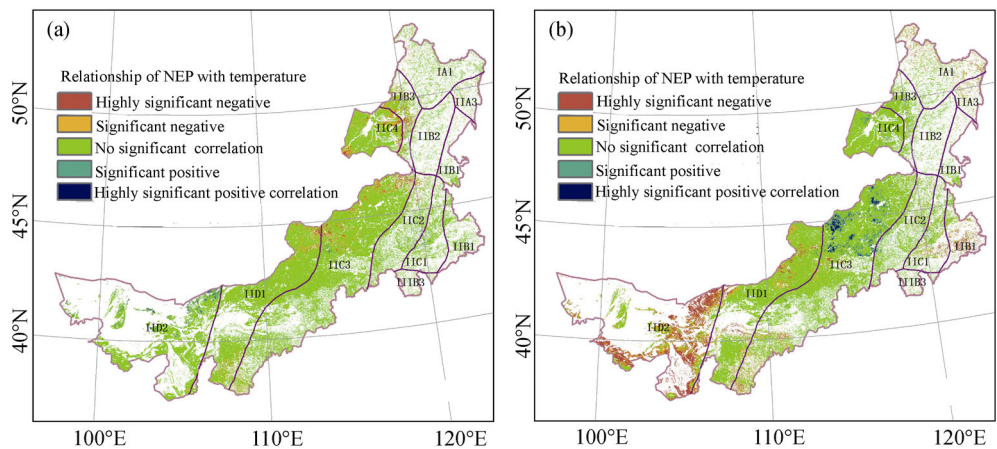 (a)
Relationship of NEP with temperature
Highly significant negative
Significant negative
No significant correlation
Significant positive
Highly significant positive correlation
50°N
45°N
40°N
100°E
110°E
120°E
IA1
IIA3
IIB3
IIC4
IIB2
IIB1
IIC2
IIB1
IIC3
IIC1
IIIB3
IID1
IID2
(b)
Relationship of NEP with temperature
Highly significant negative
Significant negative
No significant correlation
Significant positive
Highly significant positive correlation
50°N
45°N
40°N
100°E
110°E
120°E
IA1
IIA3
IIB3
IIC4
IIB2
IIB1
IIC2
IIB1
IIC3
IIC1
IIIB3
IID1
IID2